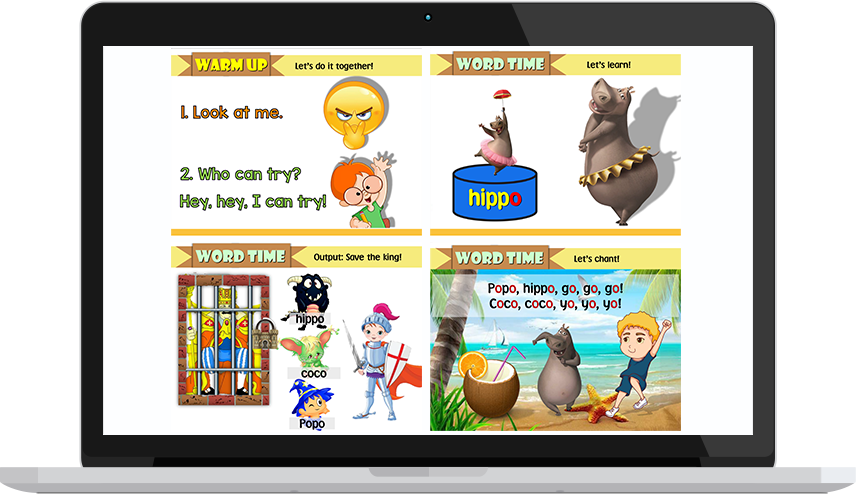 WARM UP Let's do it together!
1. Look at me.
2. Who can try?
Hey, hey, I can try!
WORD TIME Let's learn!
hippo
WORD TIME Output: Save the king!
hippo
coco
Popo
WORD TIME Let's chant!
Popo, hippo, go, go, go!
Coco, coco, yo, yo, yo!